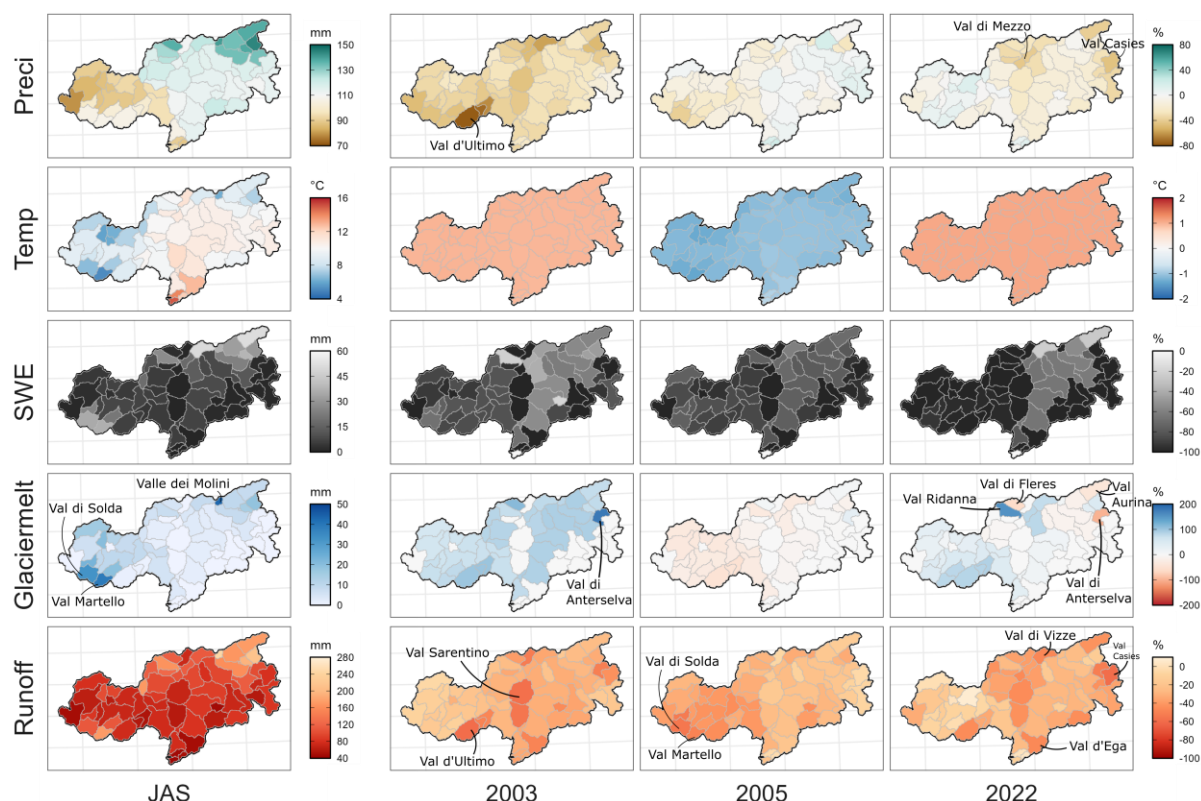 Preci
mm
150
130
110
90
70
Val d'Ultimo
Val di Mezzo
Val Casies
%
80
40
0
-40
-80
Temp
°C
16
14
12
10
8
6
4
°C
2
1
0
-1
-2
SWE
mm
60
45
30
15
0
%
0
-20
-40
-60
-80
-100
Glaciermelt
Valle dei Molini
Val di Solda
Val Martello
mm
50
40
30
20
10
0
Val di
Anterselva
Val di Fleres
Val Ridanna
Val
Aurina
Val di
Anterselva
%
200
100
0
-100
-200
Runoff
mm
280
240
200
160
120
80
40
Val Sarentino
Val d'Ultimo
Val di Solda
Val Martello
Val di Vizze
Val
Casies
Val d'Ega
%
0
-20
-40
-60
-80
-100
JAS
2003
2005
2022